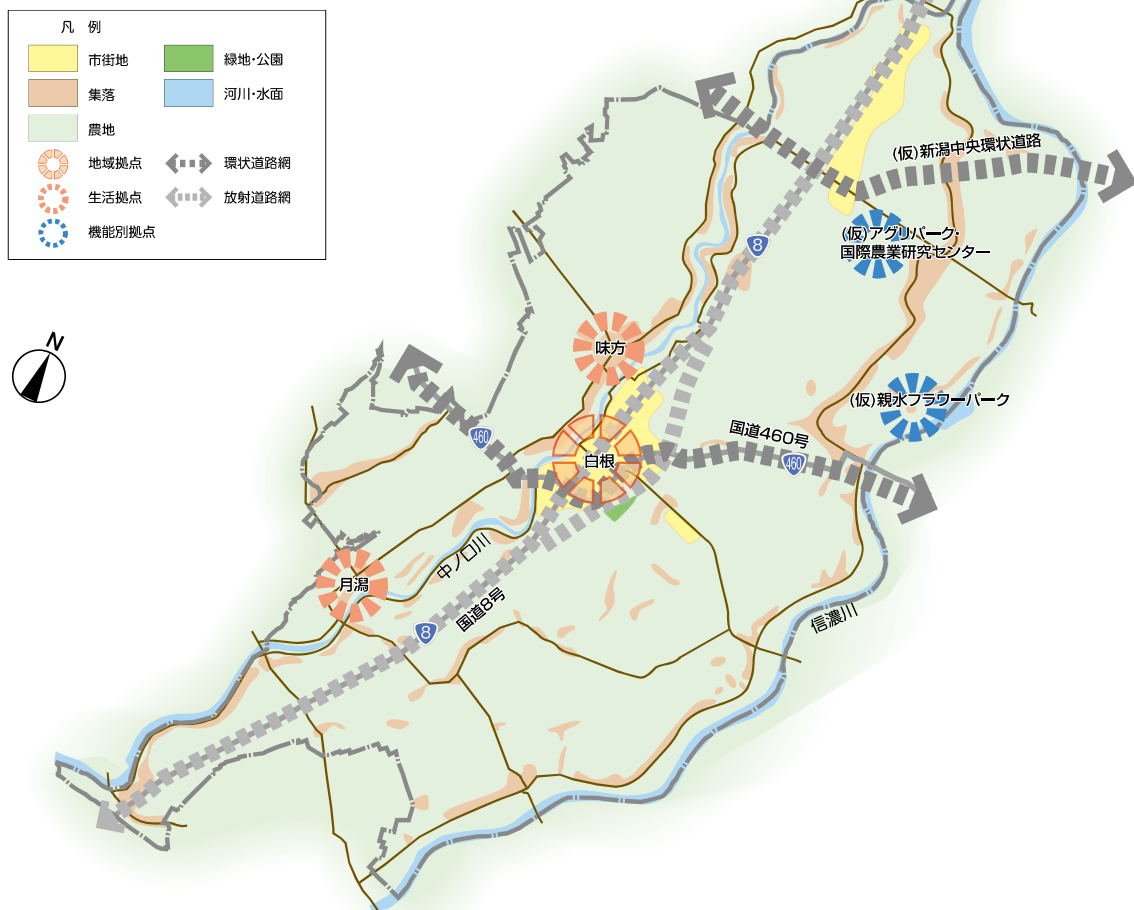 凡 例
市街地
緑地・公園
集落
河川・水面
農地
地域拠点
環状道路網
生活拠点
放射道路網
機能別拠点
N
(仮)新潟中央環状道路
8
(仮)アグリパーク・
国際農業研究センター
味方
(仮)親水フラワーパーク
国道460号
460
460
白根
中ノ口川
月潟
国道8号
8
信濃川